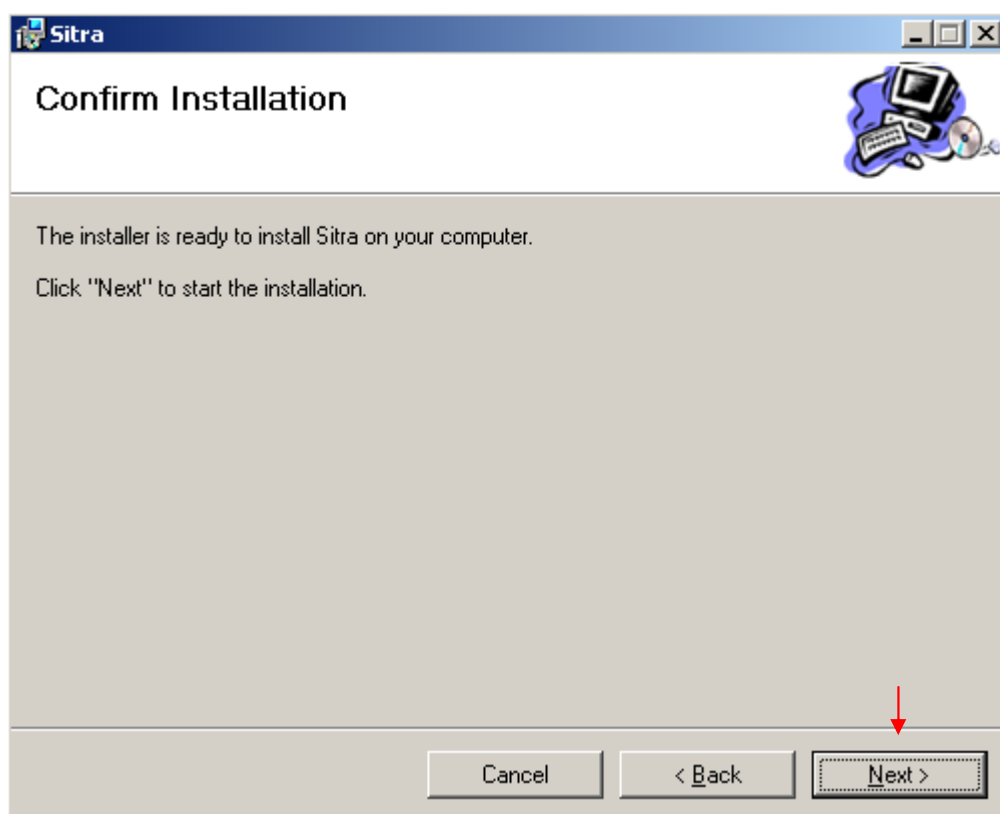 Sitra
Confirm Installation
The installer is ready to install Sitra on your computer.
Click "Next" to start the installation.
Cancel
< Back
Next >